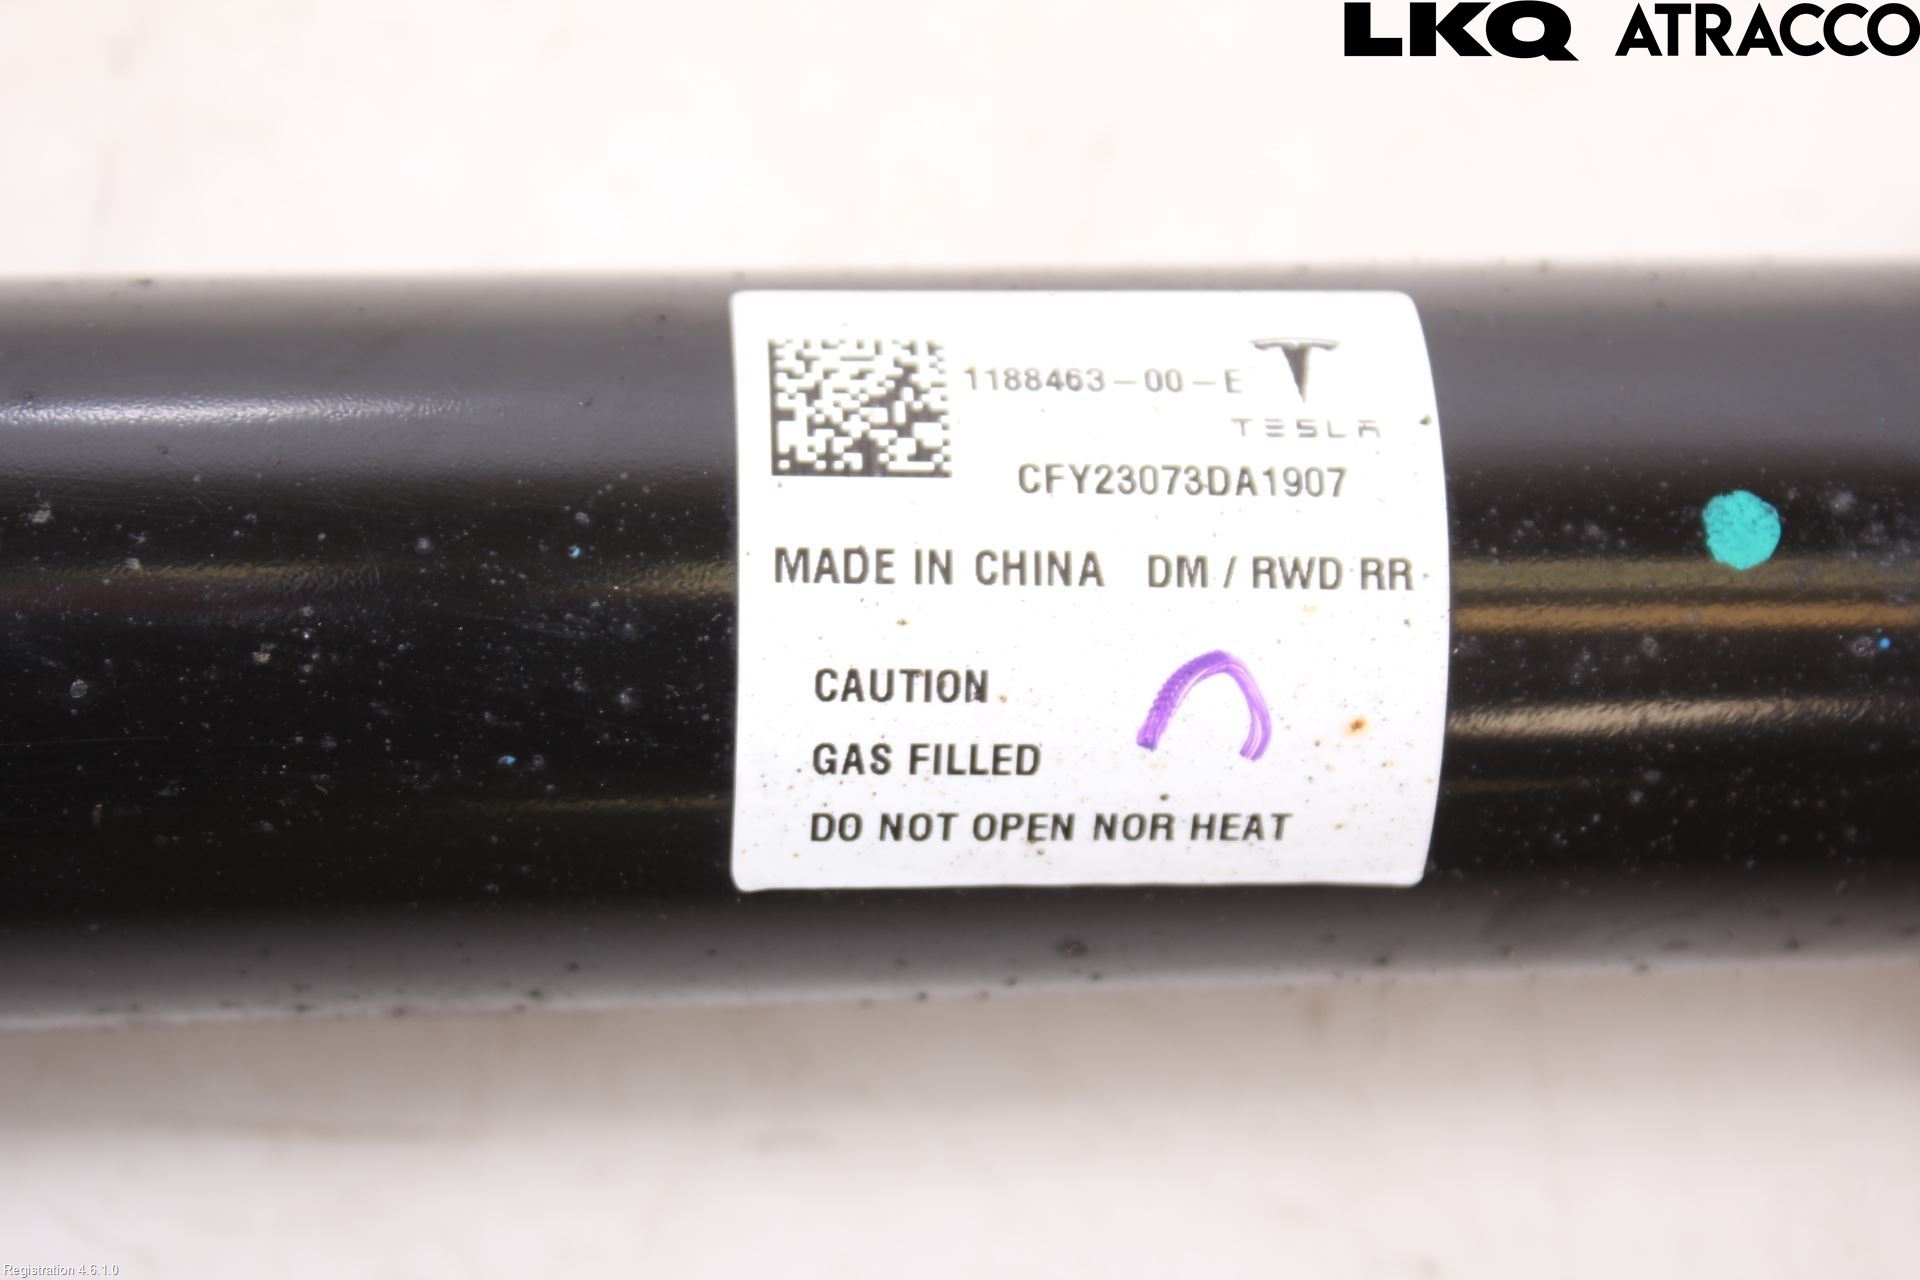 LKQ ATRACCO
1188463-00-E
TESLA
CFY23073DA1907
MADE IN CHINA DM / RWD RR
CAUTION
GAS FILLED
DO NOT OPEN NOR HEAT
Registration 4.6.1.0